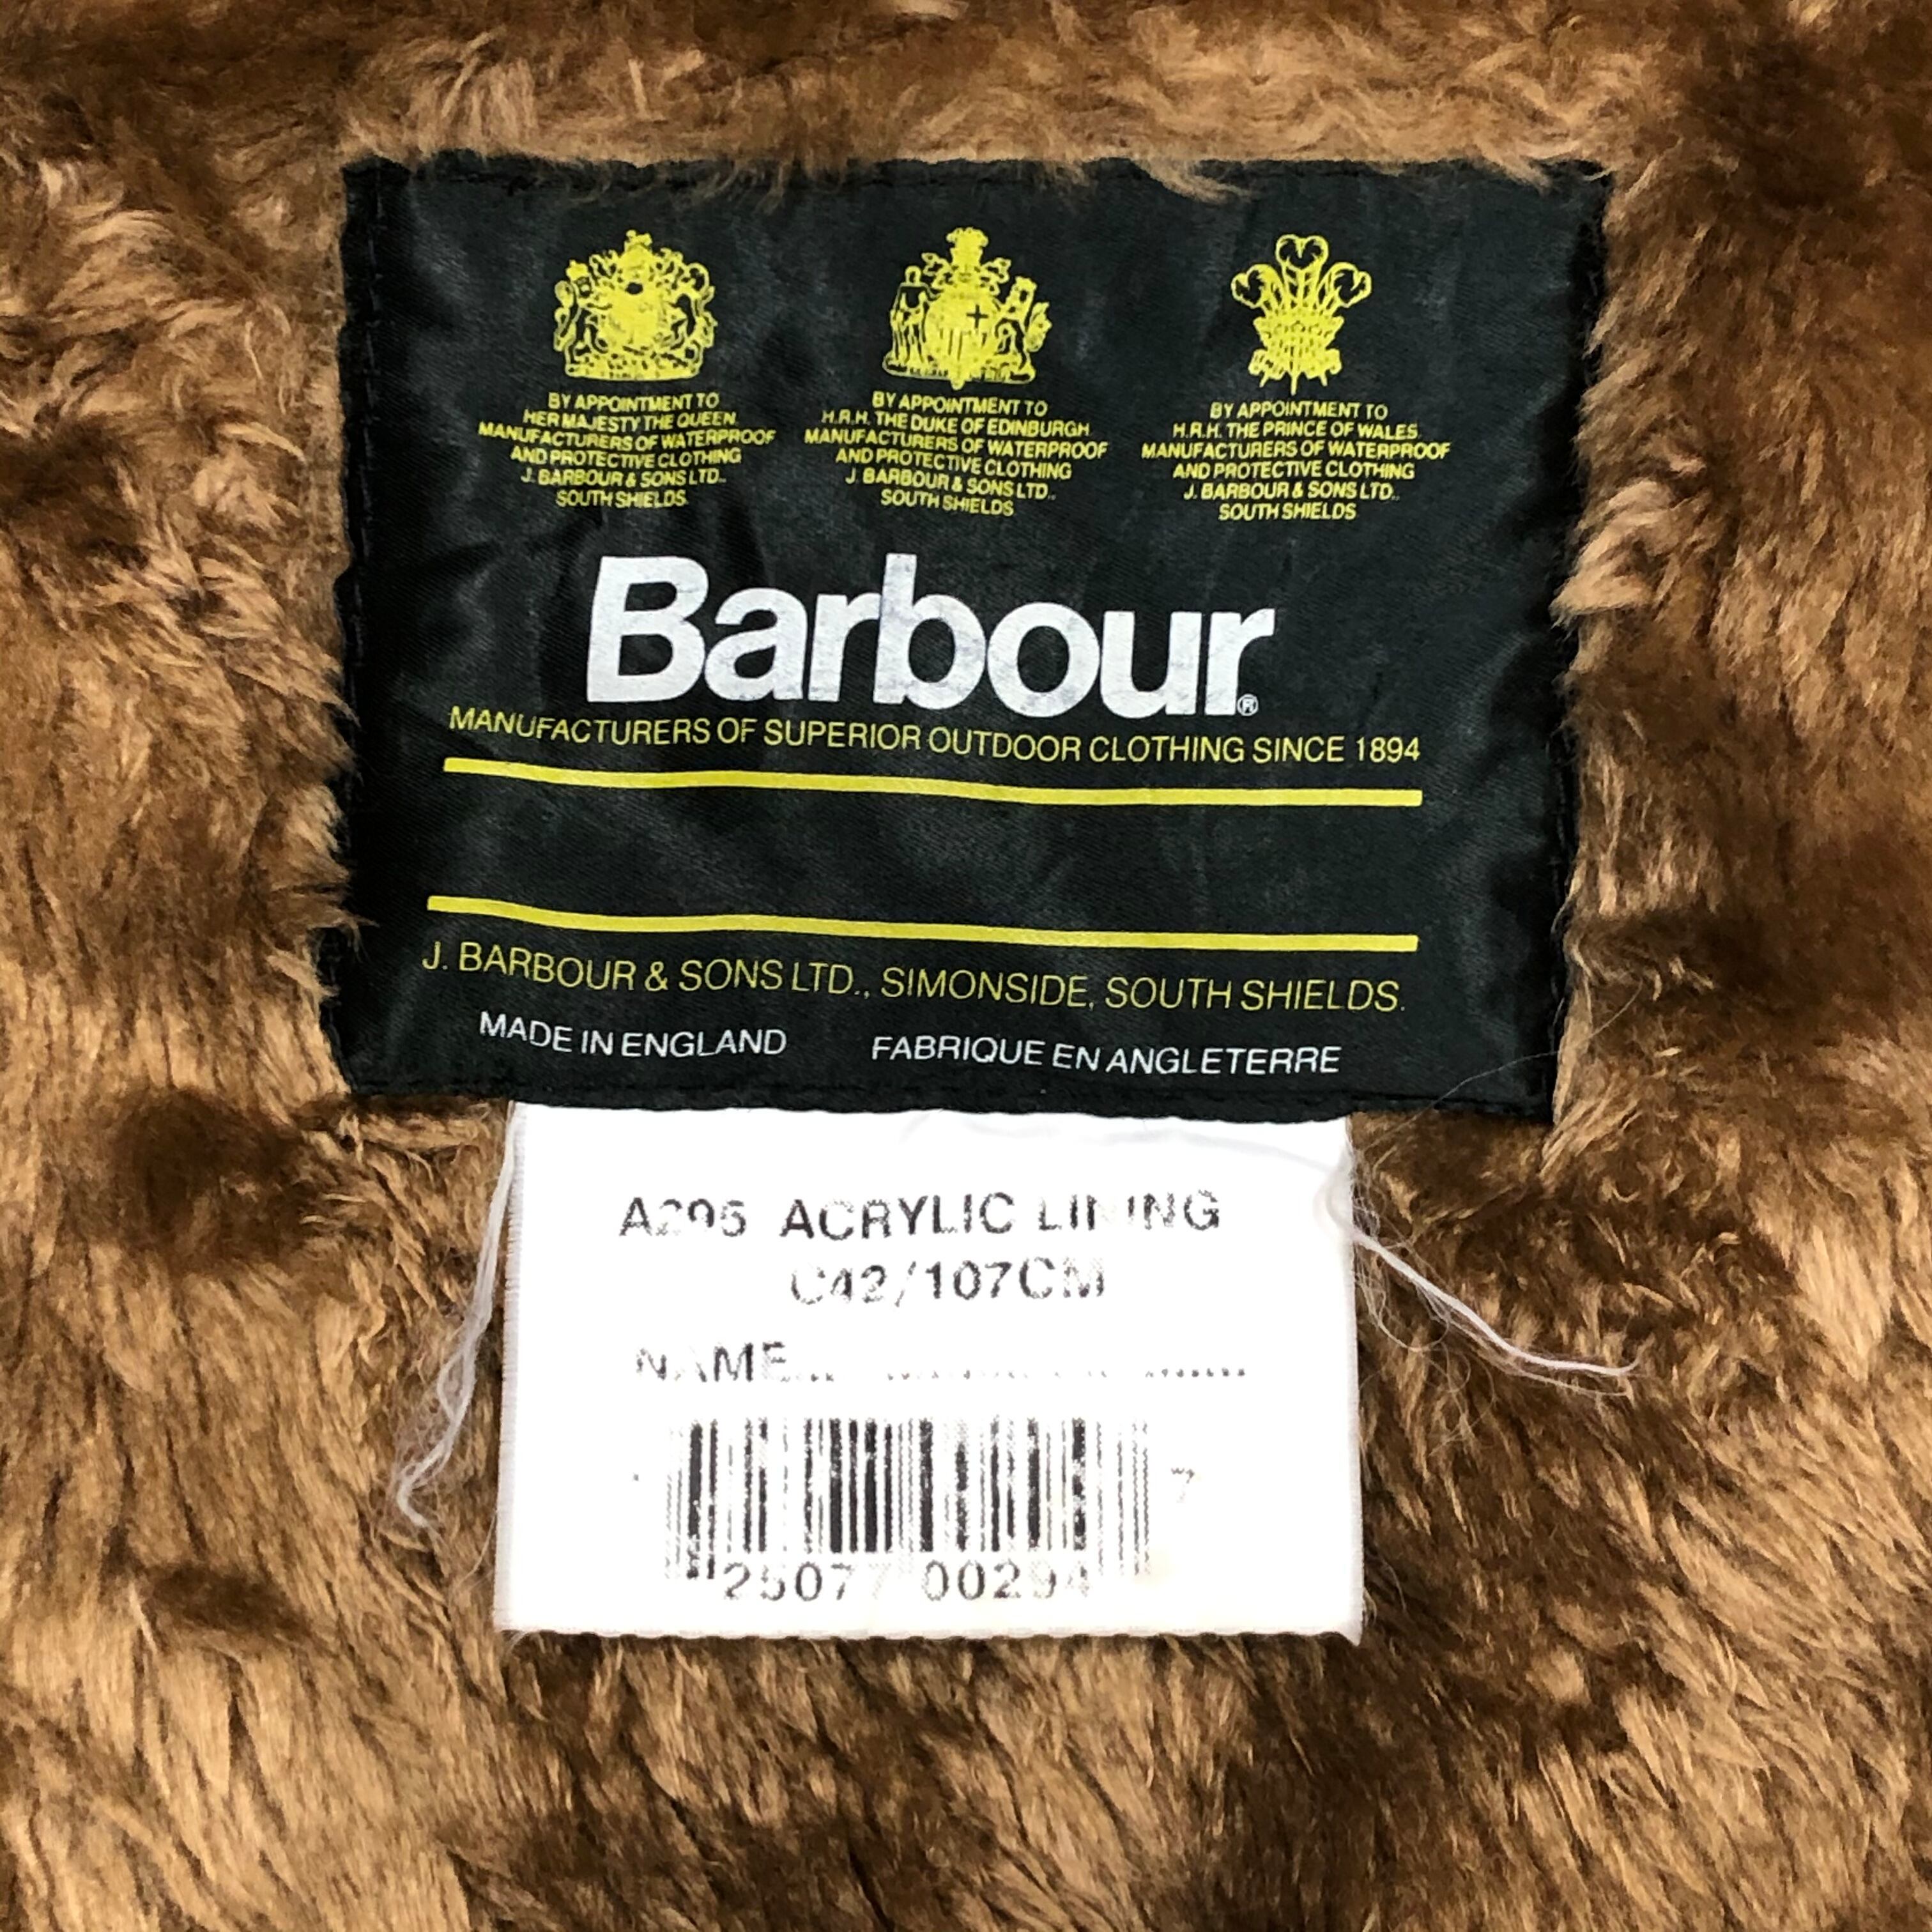 BY APPOINTMENT TO
HER MAJESTY THE QUEEN
MANUFACTURERS OF WATERPROOF
AND PROTECTIVE CLOTHING
J. BARBOUR & SONS LTD.,
SOUTH SHIELDS
BY APPOINTMENT TO
H.R.H. THE DUKE OF EDINBURGH
MANUFACTURERS OF WATERPROOF
AND PROTECTIVE CLOTHING
J. BARBOUR & SONS LTD.,
SOUTH SHIELDS
BY APPOINTMENT TO
H.R.H. THE PRINCE OF WALES
MANUFACTURERS OF WATERPROOF
AND PROTECTIVE CLOTHING
J. BARBOUR & SONS LTD.,
SOUTH SHIELDS
Barbour®
MANUFACTURERS OF SUPERIOR OUTDOOR CLOTHING SINCE 1894
J. BARBOUR & SONS LTD., SIMONSIDE, SOUTH SHIELDS.
MADE IN ENGLAND FABRIQUE EN ANGLETERRE
A295 ACRYLIC LINING
C42/107CM
NAME
7
25077 00294